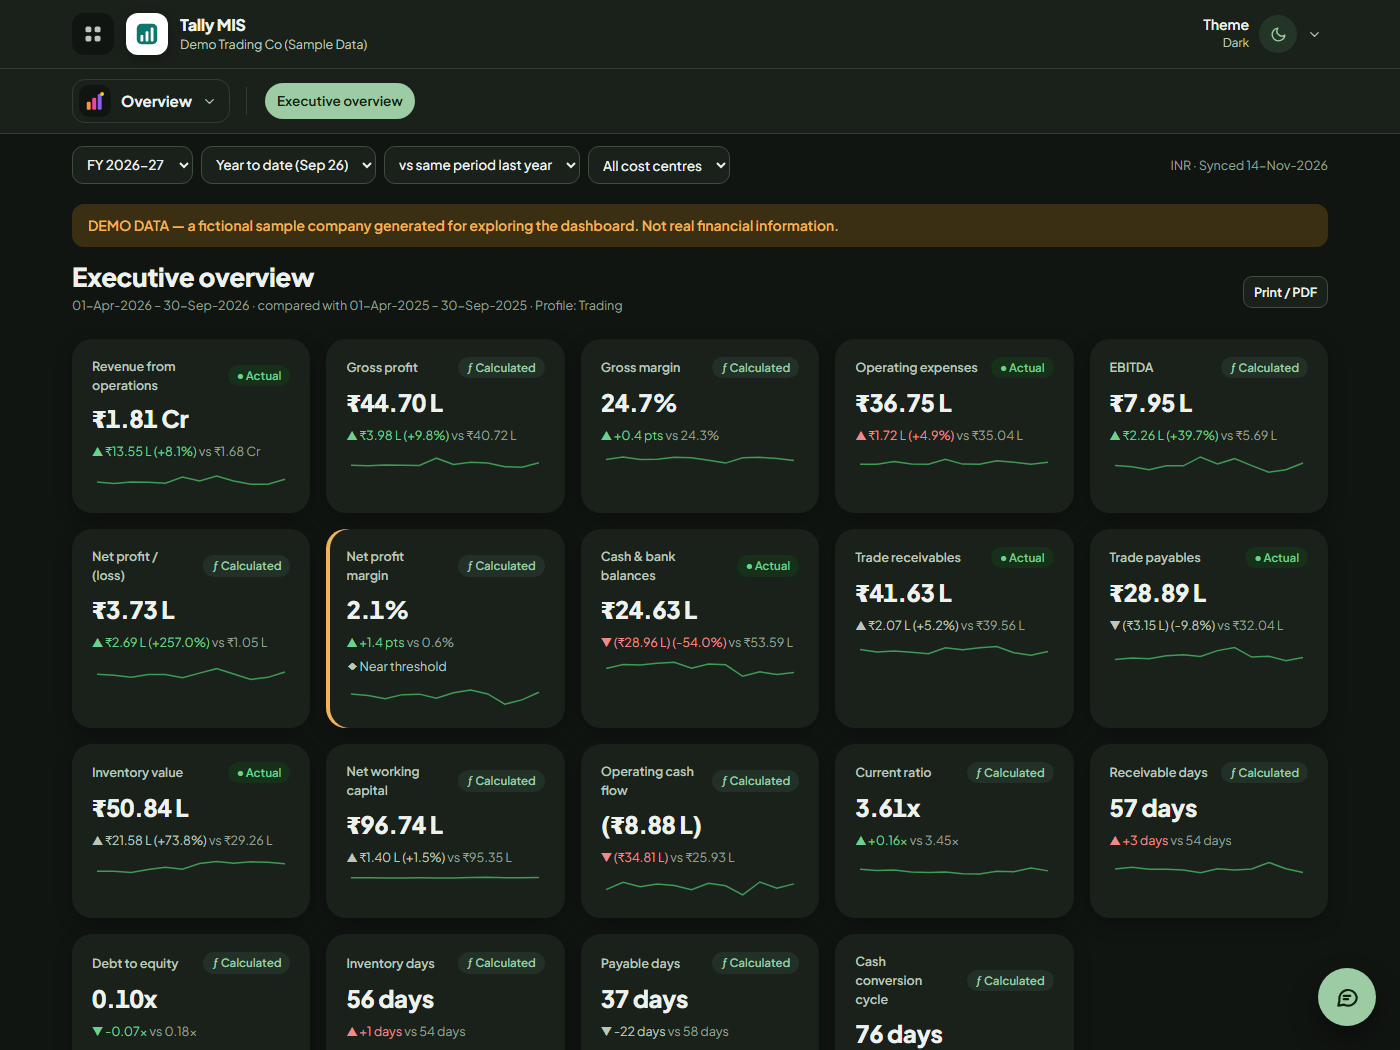 Tally MIS
Demo Trading Co (Sample Data)
Theme
Dark
Overview
Executive overview
FY 2026–27
Year to date (Sep 26)
vs same period last year
All cost centres
INR · Synced 14-Nov-2026
DEMO DATA — a fictional sample company generated for exploring the dashboard. Not real financial information.
Executive overview
01-Apr-2026 – 30-Sep-2026 · compared with 01-Apr-2025 – 30-Sep-2025 · Profile: Trading
Print / PDF
Revenue from operations
● Actual
₹1.81 Cr
▲ ₹13.55 L (+8.1%) vs ₹1.68 Cr
Gross profit
ƒ Calculated
₹44.70 L
▲ ₹3.98 L (+9.8%) vs ₹40.72 L
Gross margin
ƒ Calculated
24.7%
▲ +0.4 pts vs 24.3%
Operating expenses
● Actual
₹36.75 L
▲ ₹1.72 L (+4.9%) vs ₹35.04 L
EBITDA
ƒ Calculated
₹7.95 L
▲ ₹2.26 L (+39.7%) vs ₹5.69 L
Net profit / (loss)
ƒ Calculated
₹3.73 L
▲ ₹2.69 L (+257.0%) vs ₹1.05 L
Net profit margin
ƒ Calculated
2.1%
▲ +1.4 pts vs 0.6%
◆ Near threshold
Cash & bank balances
● Actual
₹24.63 L
▼ (₹28.96 L) (-54.0%) vs ₹53.59 L
Trade receivables
● Actual
₹41.63 L
▲ ₹2.07 L (+5.2%) vs ₹39.56 L
Trade payables
● Actual
₹28.89 L
▼ (₹3.15 L) (-9.8%) vs ₹32.04 L
Inventory value
● Actual
₹50.84 L
▲ ₹21.58 L (+73.8%) vs ₹29.26 L
Net working capital
ƒ Calculated
₹96.74 L
▲ ₹1.40 L (+1.5%) vs ₹95.35 L
Operating cash flow
ƒ Calculated
(₹8.88 L)
▼ (₹34.81 L) vs ₹25.93 L
Current ratio
ƒ Calculated
3.61x
▲ +0.16× vs 3.45×
Receivable days
ƒ Calculated
57 days
▲ +3 days vs 54 days
Debt to equity
ƒ Calculated
0.10x
▼ -0.07× vs 0.18×
Inventory days
ƒ Calculated
56 days
▲ +1 days vs 54 days
Payable days
ƒ Calculated
37 days
▼ -22 days vs 58 days
Cash conversion cycle
ƒ Calculated
76 days